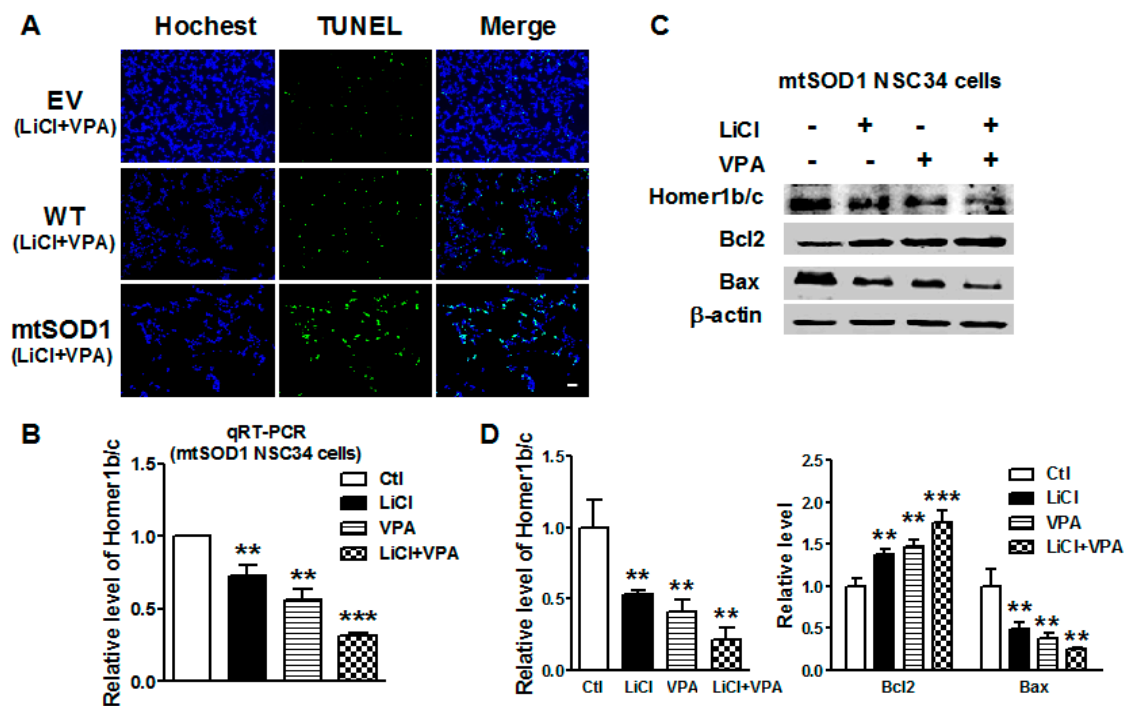 A
Hochest TUNEL Merge
EV
(LiCl+VPA)
WT
(LiCl+VPA)
mtSOD1
(LiCl+VPA)
C
mtSOD1 NSC34 cells
LiCl - + - +
VPA - - + +
Homer1b/c
Bcl2
Bax
β-actin
B
qRT-PCR
(mtSOD1 NSC34 cells)
Relative level of Homer1b/c
1.5
1.0
0.5
0.0
Ctl
LiCl
VPA
LiCl+VPA
**
**
***
D
Relative level of Homer1b/c
1.5
1.0
0.5
0.0
**
**
**
Ctl LiCl VPA LiCl+VPA
Relative level
2.5
2.0
1.5
1.0
0.5
0.0
Ctl
LiCl
VPA
LiCl+VPA
**
**
***
**
**
**
Bcl2 Bax